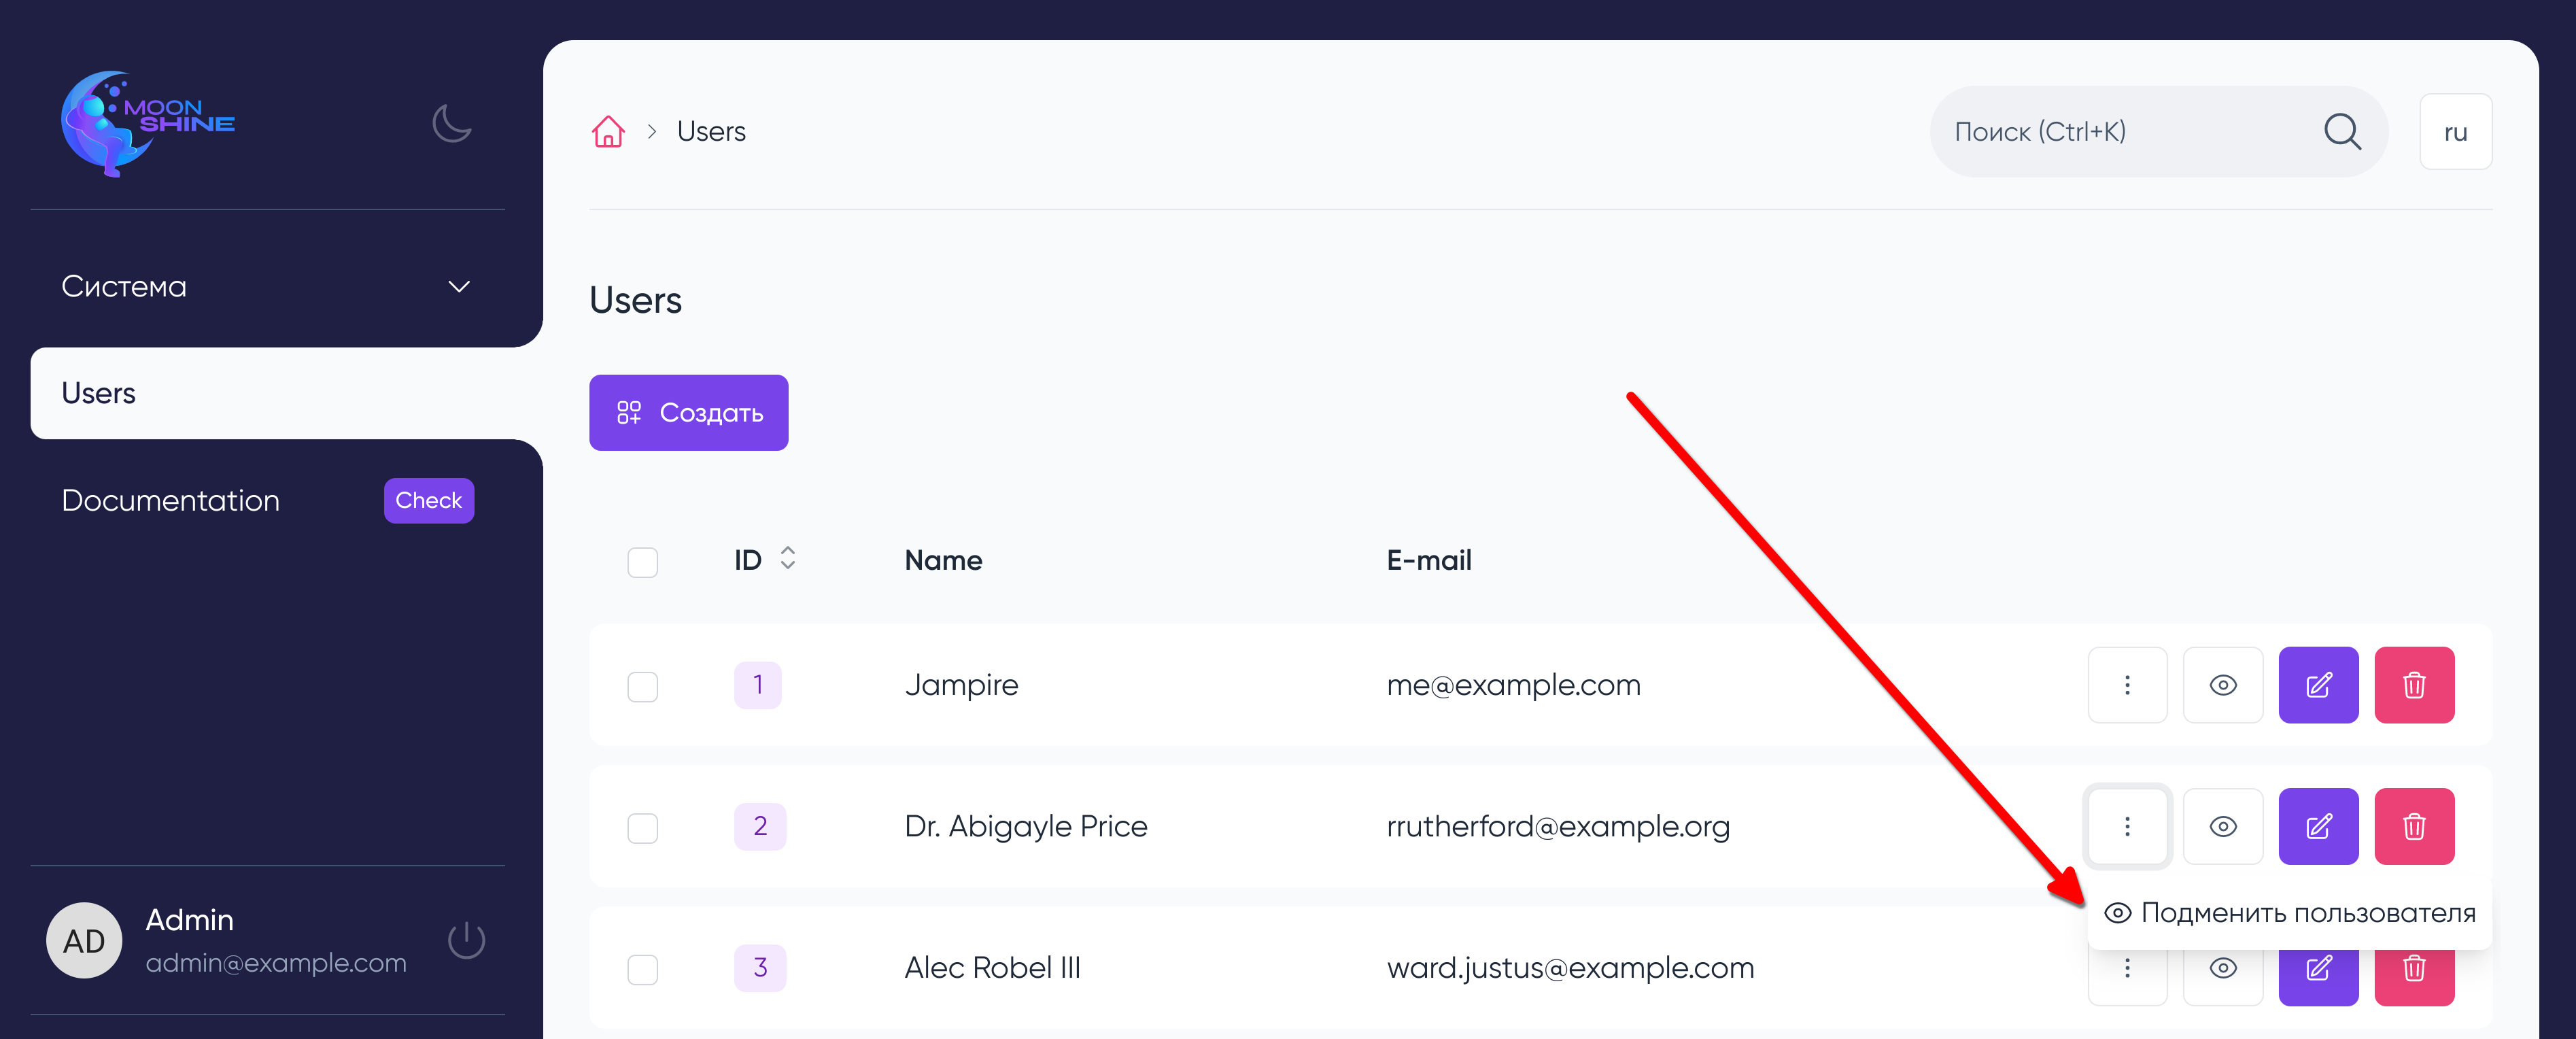 MOON
SHINE
Users
Поиск (Ctrl+K)
ru
Система
Users
Documentation
Check
Admin
AD
admin@example.com
Users
Создать
ID
Name
E-mail
1
Jampire
me@example.com
2
Dr. Abigayle Price
rrutherford@example.org
Подменить пользователя
3
Alec Robel III
ward.justus@example.com